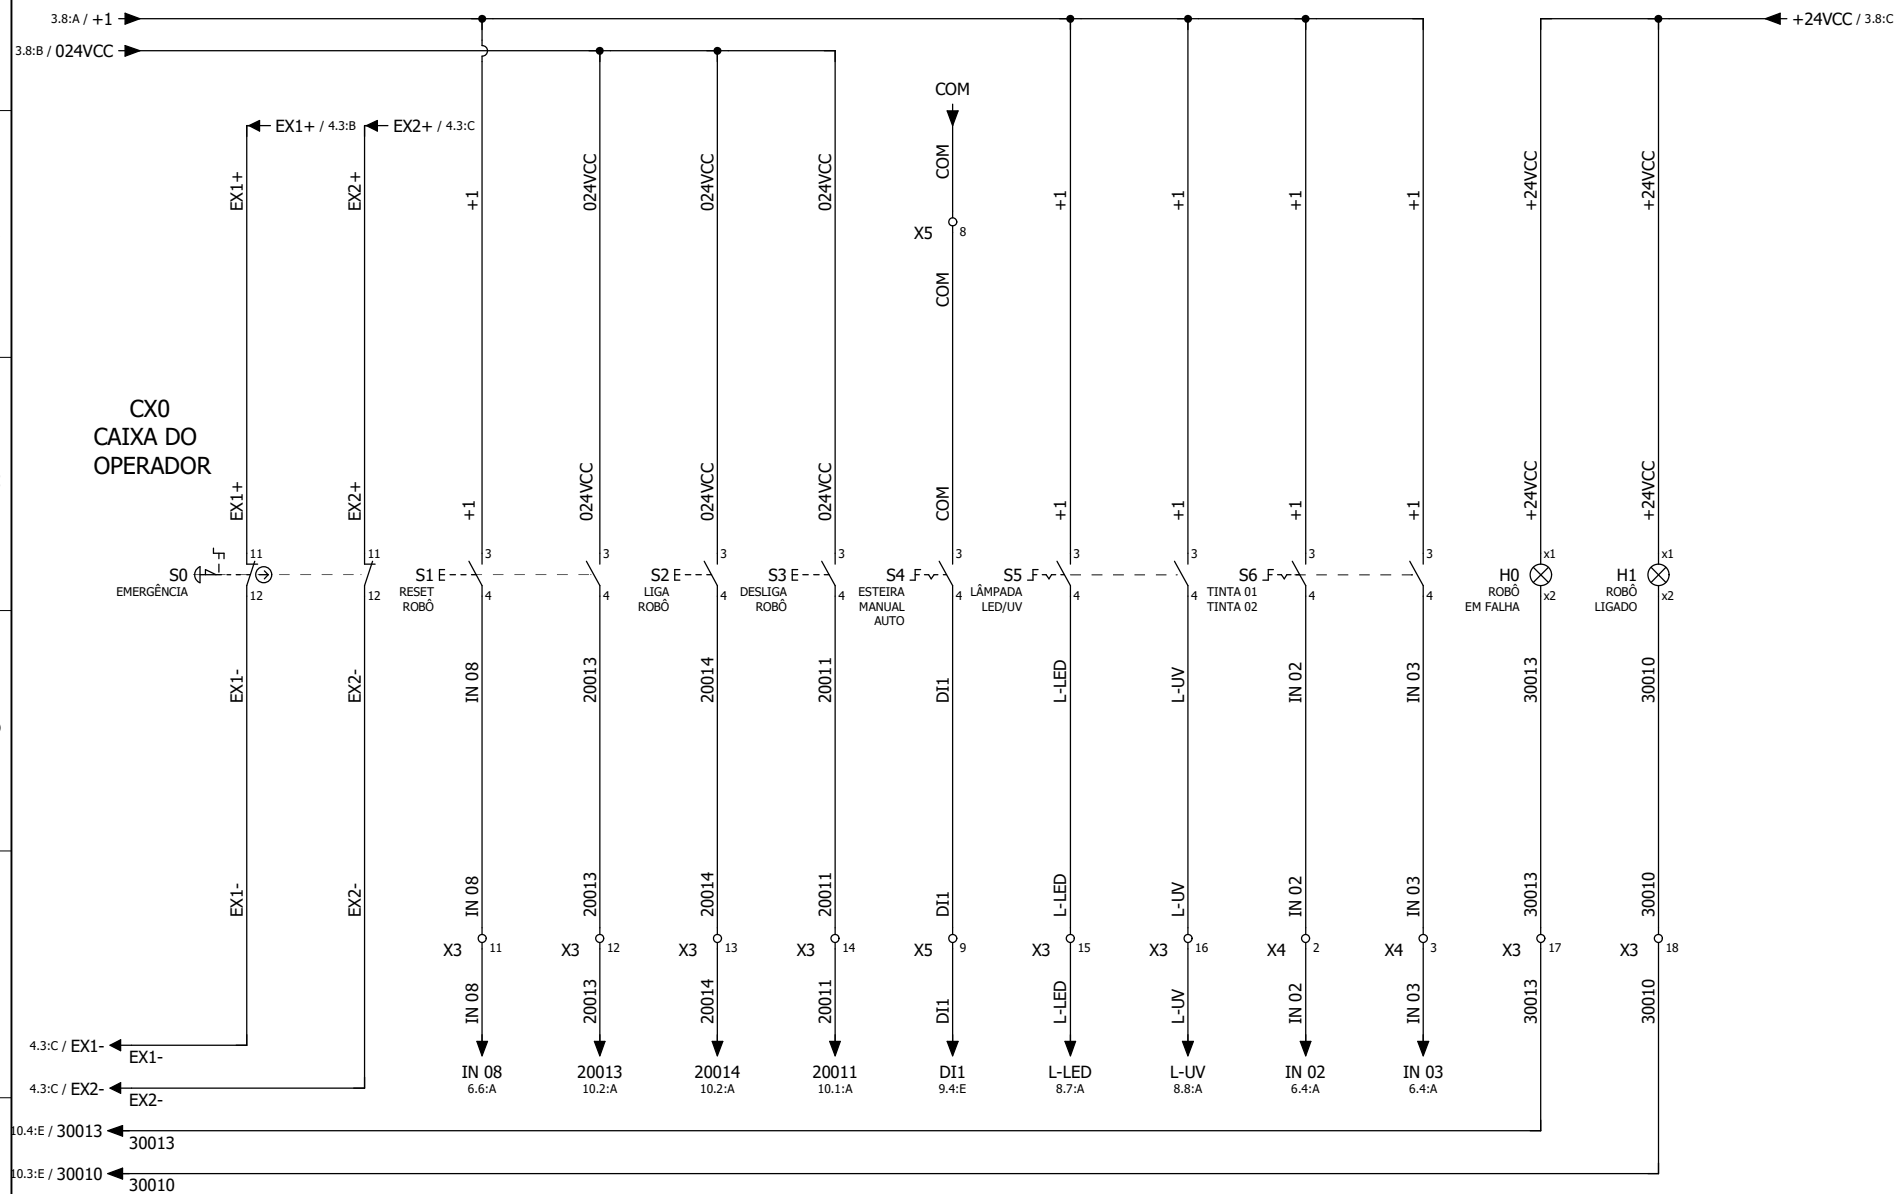 3.8:A / +1
+24VCC / 3.8:C
3.8:B / 024VCC
COM
EX1+ / 4.3:B
EX2+ / 4.3:C
EX1+
EX2+
+1
024VCC
024VCC
024VCC
COM
+1
+1
+1
+1
+24VCC
+24VCC
X5
8
COM
CX0
CAIXA DO
OPERADOR
EX1+
EX2+
+1
024VCC
024VCC
024VCC
COM
+1
+1
+1
+1
+24VCC
+24VCC
11
11
3
3
3
3
3
3
3
3
3
x1
x1
S0
EMERGÊNCIA
12
12
S1 E
RESET
ROBÔ
4
4
S2 E
LIGA
ROBÔ
4
S3 E
DESLIGA
ROBÔ
4
S4
ESTEIRA
MANUAL
AUTO
4
S5
LÂMPADA
LED/UV
4
4
S6
TINTA 01
TINTA 02
4
4
H0
ROBÔ
EM FALHA
x2
H1
ROBÔ
LIGADO
x2
EX1-
EX2-
IN 08
20013
20014
20011
DI1
L-LED
L-UV
IN 02
IN 03
30013
30010
EX1-
EX2-
IN 08
20013
20014
20011
DI1
L-LED
L-UV
IN 02
IN 03
30013
30010
X3 11
X3 12
X3 13
X3 14
X5 9
X3 15
X3 16
X4 2
X4 3
X3 17
X3 18
IN 08
20013
20014
20011
DI1
L-LED
L-UV
IN 02
IN 03
30013
30010
4.3:C / EX1-
EX1-
IN 08
6.6:A
20013
10.2:A
20014
10.2:A
20011
10.1:A
DI1
9.4:E
L-LED
8.7:A
L-UV
8.8:A
IN 02
6.4:A
IN 03
6.4:A
4.3:C / EX2-
EX2-
10.4:E / 30013
30013
10.3:E / 30010
30010